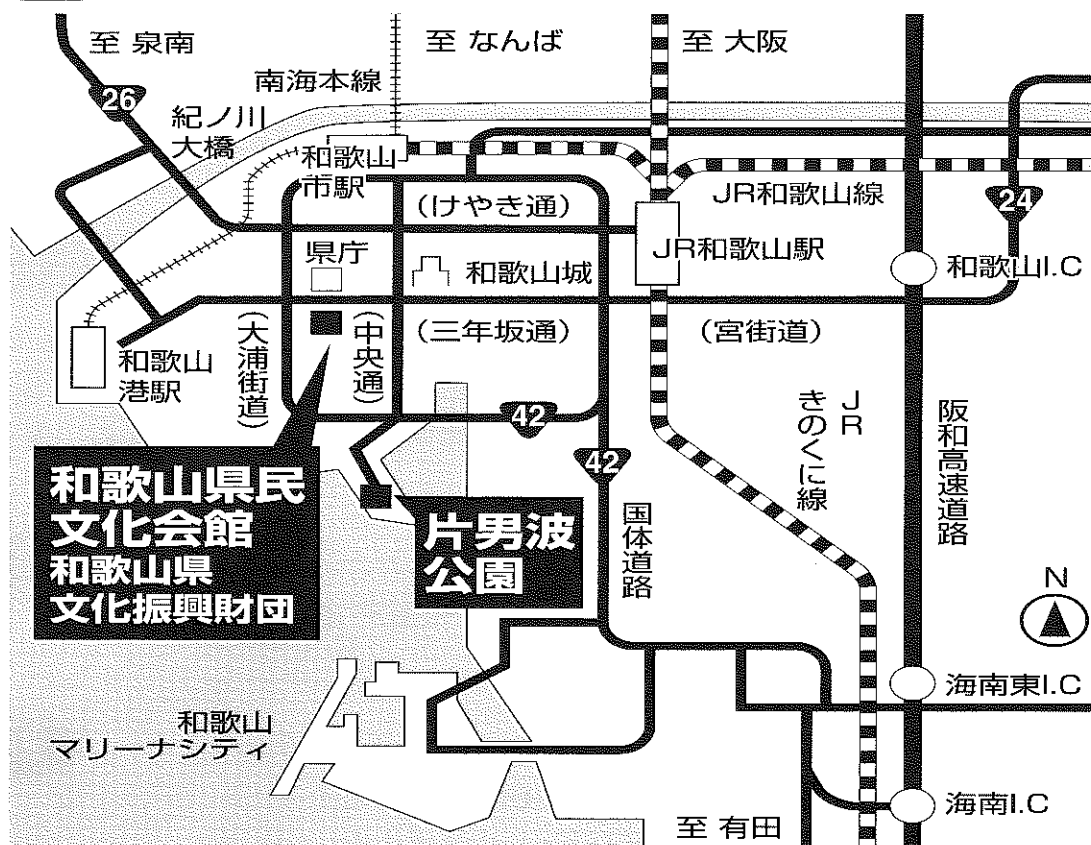 至 泉南
至 なんば
至 大阪
南海本線
26
紀ノ川
大橋
和歌山
市駅
JR和歌山線
24
(けやき通)
県庁
JR和歌山駅
和歌山城
和歌山I.C
(三年坂通)
(宮街道)
(大浦街道)
(中央通)
和歌山
港駅
42
42
JR
きのくに線
阪和高速道路
国体道路
和歌山県民
文化会館
和歌山県
文化振興財団
片男波
公園
N
海南東I.C
和歌山
マリーナシティ
海南I.C
至 有田